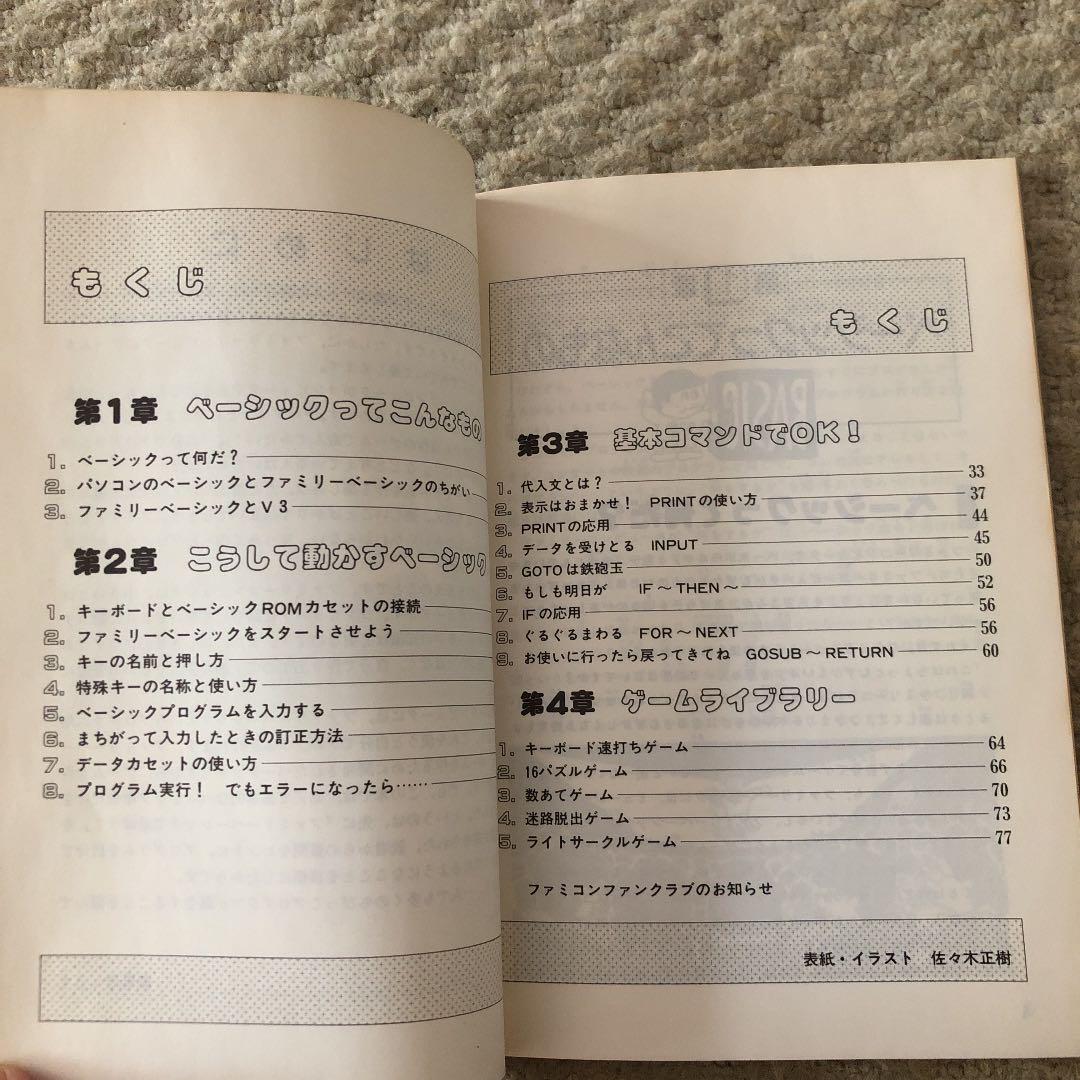 もくじ
第1章 ベーシックってこんなもの
1. ベーシックって何だ?
2. パソコンのベーシックとファミリーベーシックのちがい
3. ファミリーベーシックとV3
第2章 こうして動かすベーシック
1. キーボードとベーシックROMカセットの接続
2. ファミリーベーシックをスタートさせよう
3. キーの名前と押し方
4. 特殊キーの名称と使い方
5. ベーシックプログラムを入力する
6. まちがって入力したときの訂正方法
7. データカセットの使い方
8. プログラム実行! でもエラーになったら……
もくじ
第3章 基本コマンドでOK!
1. 代入文とは? 33
2. 表示はおまかせ! PRINTの使い方 37
3. PRINTの応用 44
4. データを受けとる INPUT 45
5. GOTOは鉄砲玉 50
6. もしも明日が IF〜THEN〜 52
7. IFの応用 56
8. ぐるぐるまわる FOR〜NEXT 56
9. お使いに行ったら戻ってきてね GOSUB〜RETURN 60
第4章 ゲームライブラリー
1. キーボード速打ちゲーム 64
2. 16パズルゲーム 66
3. 数あてゲーム 70
4. 迷路脱出ゲーム 73
5. ライトサークルゲーム 77
ファミコンファンクラブのお知らせ
表紙・イラスト 佐々木正樹